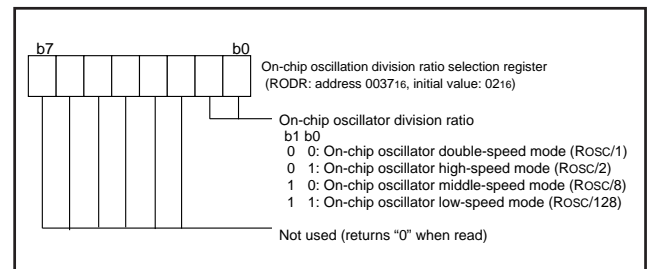 b7 b0
On-chip oscillation division ratio selection register
(RODR: address 003716, initial value: 0216)
On-chip oscillator division ratio
b1 b0
0 0: On-chip oscillator double-speed mode (ROSC/1)
0 1: On-chip oscillator high-speed mode (ROSC/2)
1 0: On-chip oscillator middle-speed mode (ROSC/8)
1 1: On-chip oscillator low-speed mode (ROSC/128)
Not used (returns “0” when read)